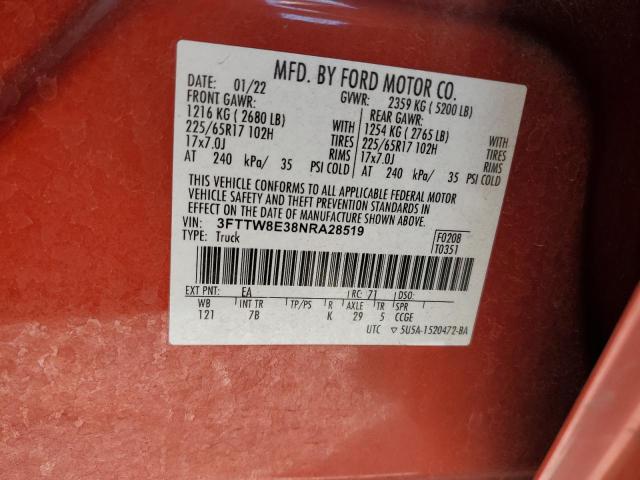 MFD. BY FORD MOTOR CO.
DATE: 01/22 GVWR: 2359 KG (5200 LB)
FRONT GAWR: REAR GAWR:
1216 KG (2680 LB) WITH 1254 KG (2765 LB) WITH
225/65R17 102H TIRES 225/65R17 102H TIRES
17x7.0J RIMS 17x7.0J RIMS
AT 240 kPa/ 35 PSI COLD AT 240 kPa/ 35 PSI COLD
THIS VEHICLE CONFORMS TO ALL APPLICABLE FEDERAL MOTOR
VEHICLE SAFETY AND THEFT PREVENTION STANDARDS IN
EFFECT ON THE DATE OF MANUFACTURE SHOWN ABOVE.
VIN: 3FTTW8E38NRA28519 F0208
TYPE: Truck T0351
EXT PNT: EA RC: 71 DSO:
WB INT TR TP/PS R AXLE TR SPR
121 7B K 29 5 CCGE
UTC 5U5A-1520472-BA